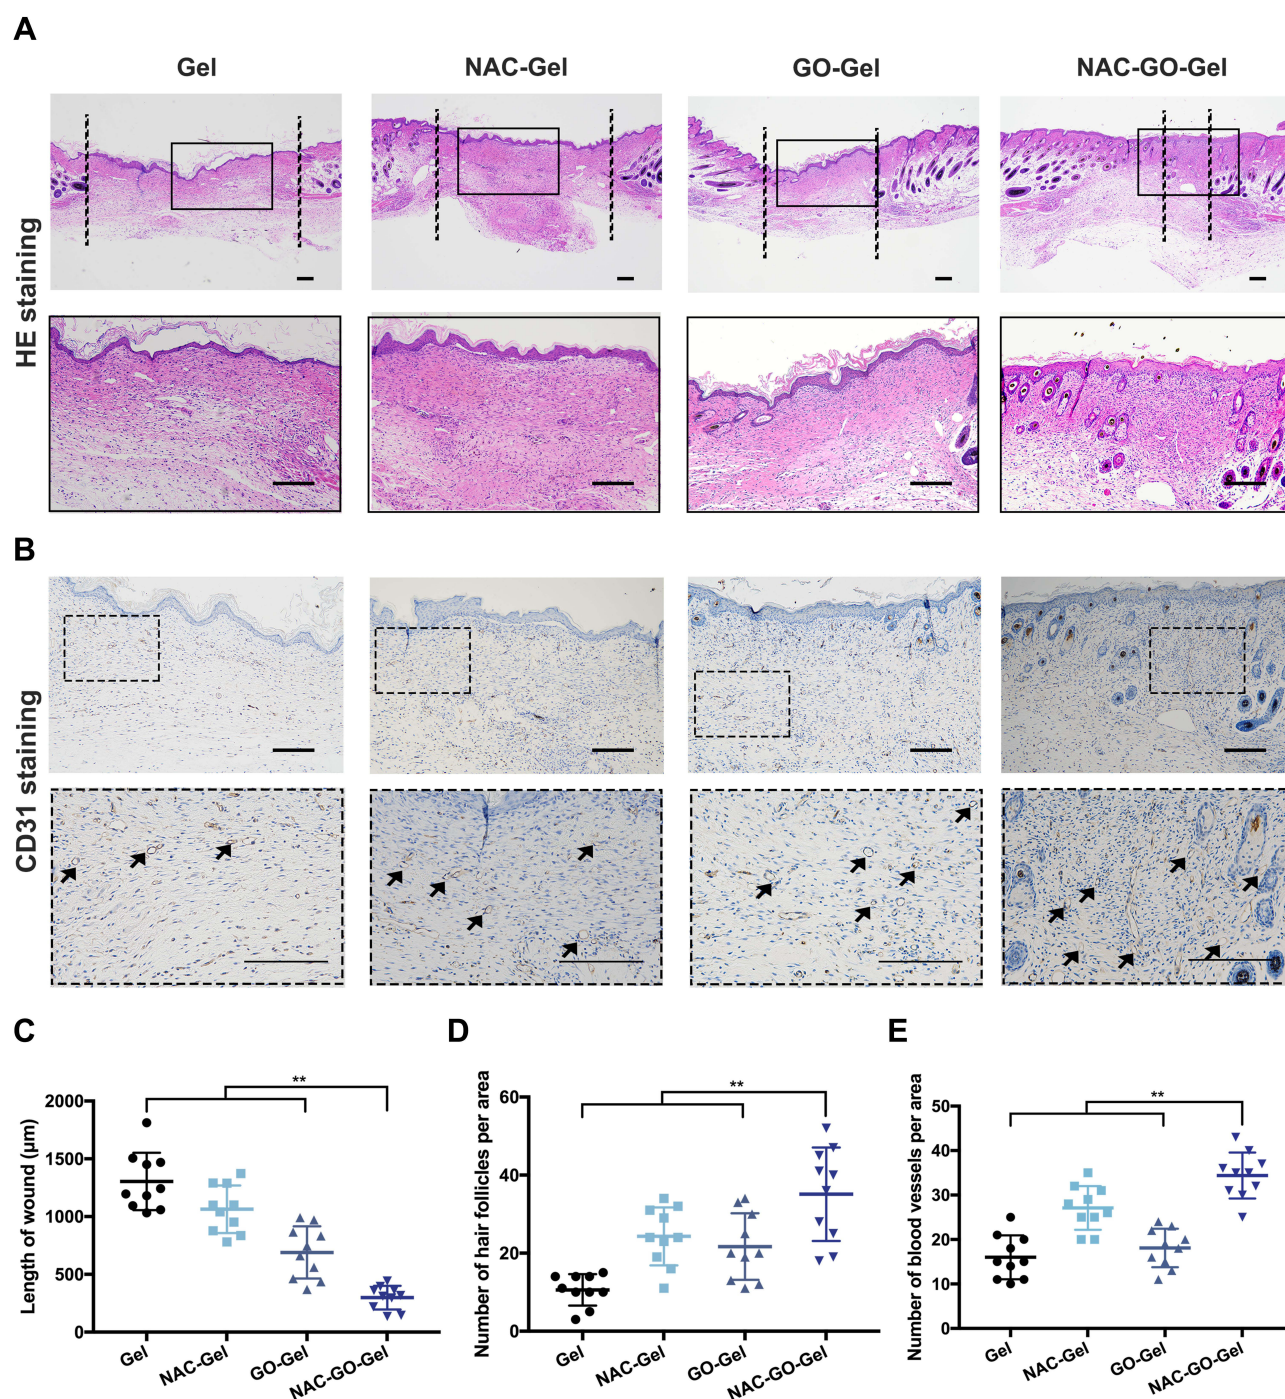 A
Gel NAC-Gel GO-Gel NAC-GO-Gel
HE staining
B
CD31 staining
C
**
Length of wound (μm)
2000
1500
1000
500
0
Gel NAC-Gel GO-Gel NAC-GO-Gel
D
**
Number of hair follicles per area
60
40
20
0
Gel NAC-Gel GO-Gel NAC-GO-Gel
E
**
Number of blood vessels per area
50
40
30
20
10
0
Gel NAC-Gel GO-Gel NAC-GO-Gel